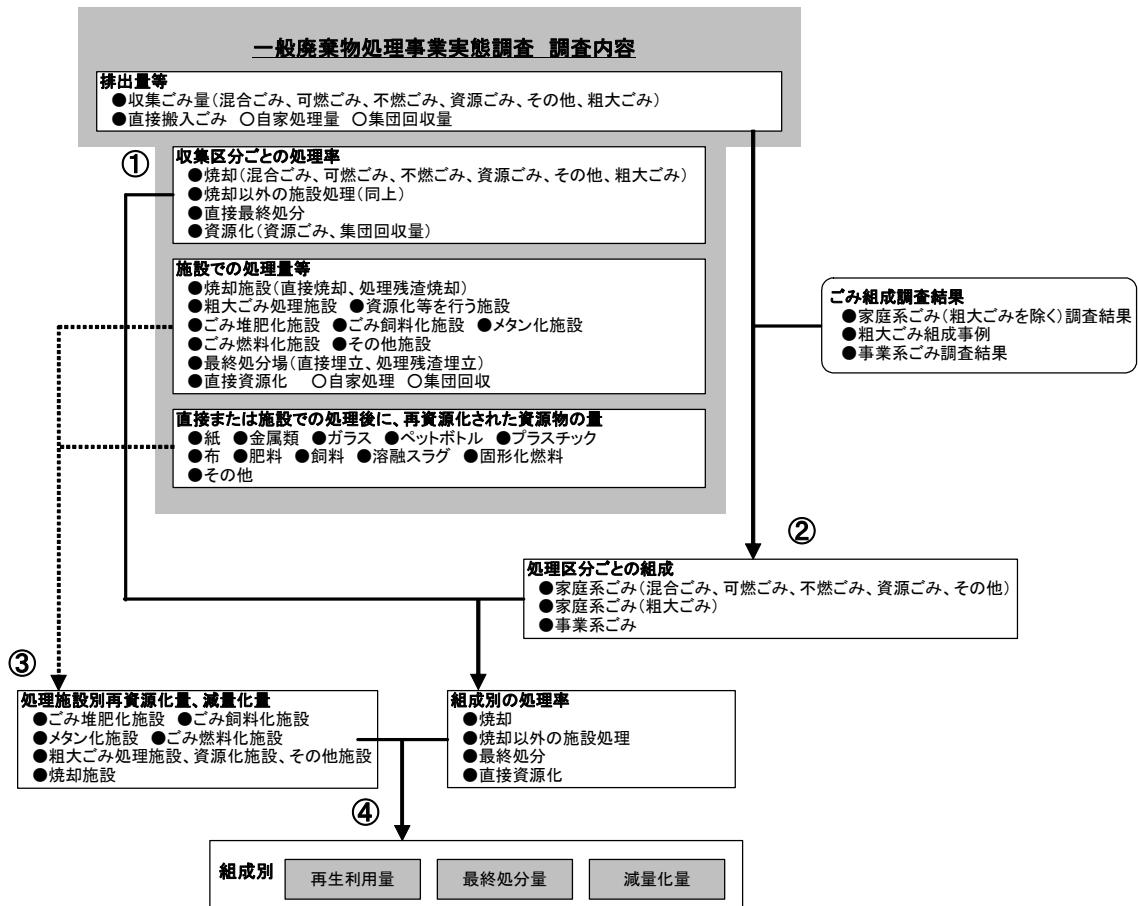 一般廃棄物処理事業実態調査 調査内容
排出量等
●収集ごみ量(混合ごみ、可燃ごみ、不燃ごみ、資源ごみ、その他、粗大ごみ)
●直接搬入ごみ ○自家処理量 ○集団回収量
①
収集区分ごとの処理率
●焼却(混合ごみ、可燃ごみ、不燃ごみ、資源ごみ、その他、粗大ごみ)
●焼却以外の施設処理(同上)
●直接最終処分
●資源化(資源ごみ、集団回収量)
施設での処理量等
●焼却施設(直接焼却、処理残渣焼却)
●粗大ごみ処理施設 ●資源化等を行う施設
●ごみ堆肥化施設 ●ごみ飼料化施設 ●メタン化施設
●ごみ燃料化施設 ●その他施設
●最終処分場(直接埋立、処理残渣埋立)
●直接資源化 ○自家処理 ○集団回収
ごみ組成調査結果
●家庭系ごみ(粗大ごみを除く)調査結果
●粗大ごみ組成事例
●事業系ごみ調査結果
直接または施設での処理後に、再資源化された資源物の量
●紙 ●金属類 ●ガラス ●ペットボトル ●プラスチック
●布 ●肥料 ●飼料 ●溶融スラグ ●固形化燃料
●その他
②
処理区分ごとの組成
●家庭系ごみ(混合ごみ、可燃ごみ、不燃ごみ、資源ごみ、その他)
●家庭系ごみ(粗大ごみ)
●事業系ごみ
③
処理施設別再資源化量、減量化量
●ごみ堆肥化施設 ●ごみ飼料化施設
●メタン化施設 ●ごみ燃料化施設
●粗大ごみ処理施設、資源化施設、その他施設
●焼却施設
組成別の処理率
●焼却
●焼却以外の施設処理
●最終処分
●直接資源化
④
組成別 再生利用量 最終処分量 減量化量